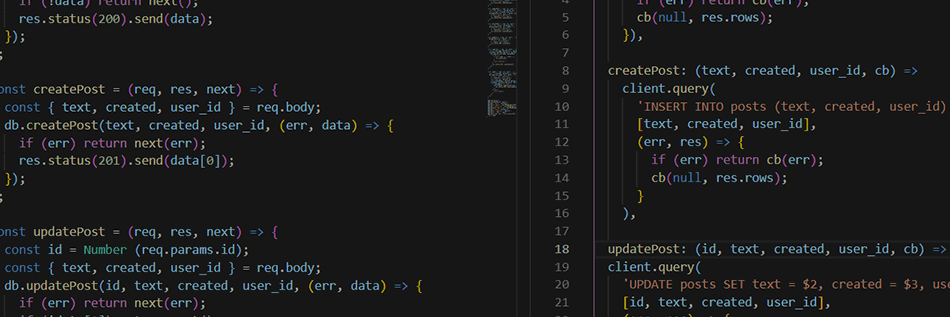 if (!data) return next();
res.status(200).send(data);
});
;
onst createPost = (req, res, next) => {
const { text, created, user_id } = req.body;
db.createPost(text, created, user_id, (err, data) => {
if (err) return next(err);
res.status(201).send(data[0]);
});
;
onst updatePost = (req, res, next) => {
const id = Number (req.params.id);
const { text, created, user_id } = req.body;
db.updatePost(id, text, created, user_id, (err, data) => {
if (err) return next(err);
4 if (err) return cb(err);
5 cb(null, res.rows);
6 }),
7
8 createPost: (text, created, user_id, cb) =>
9 client.query(
10 'INSERT INTO posts (text, created, user_id)
11 [text, created, user_id],
12 (err, res) => {
13 if (err) return cb(err);
14 cb(null, res.rows);
15 }
16 ),
17
18 updatePost: (id, text, created, user_id, cb) =>
19 client.query(
20 'UPDATE posts SET text = $2, created = $3, use
21 [id, text, created, user_id],